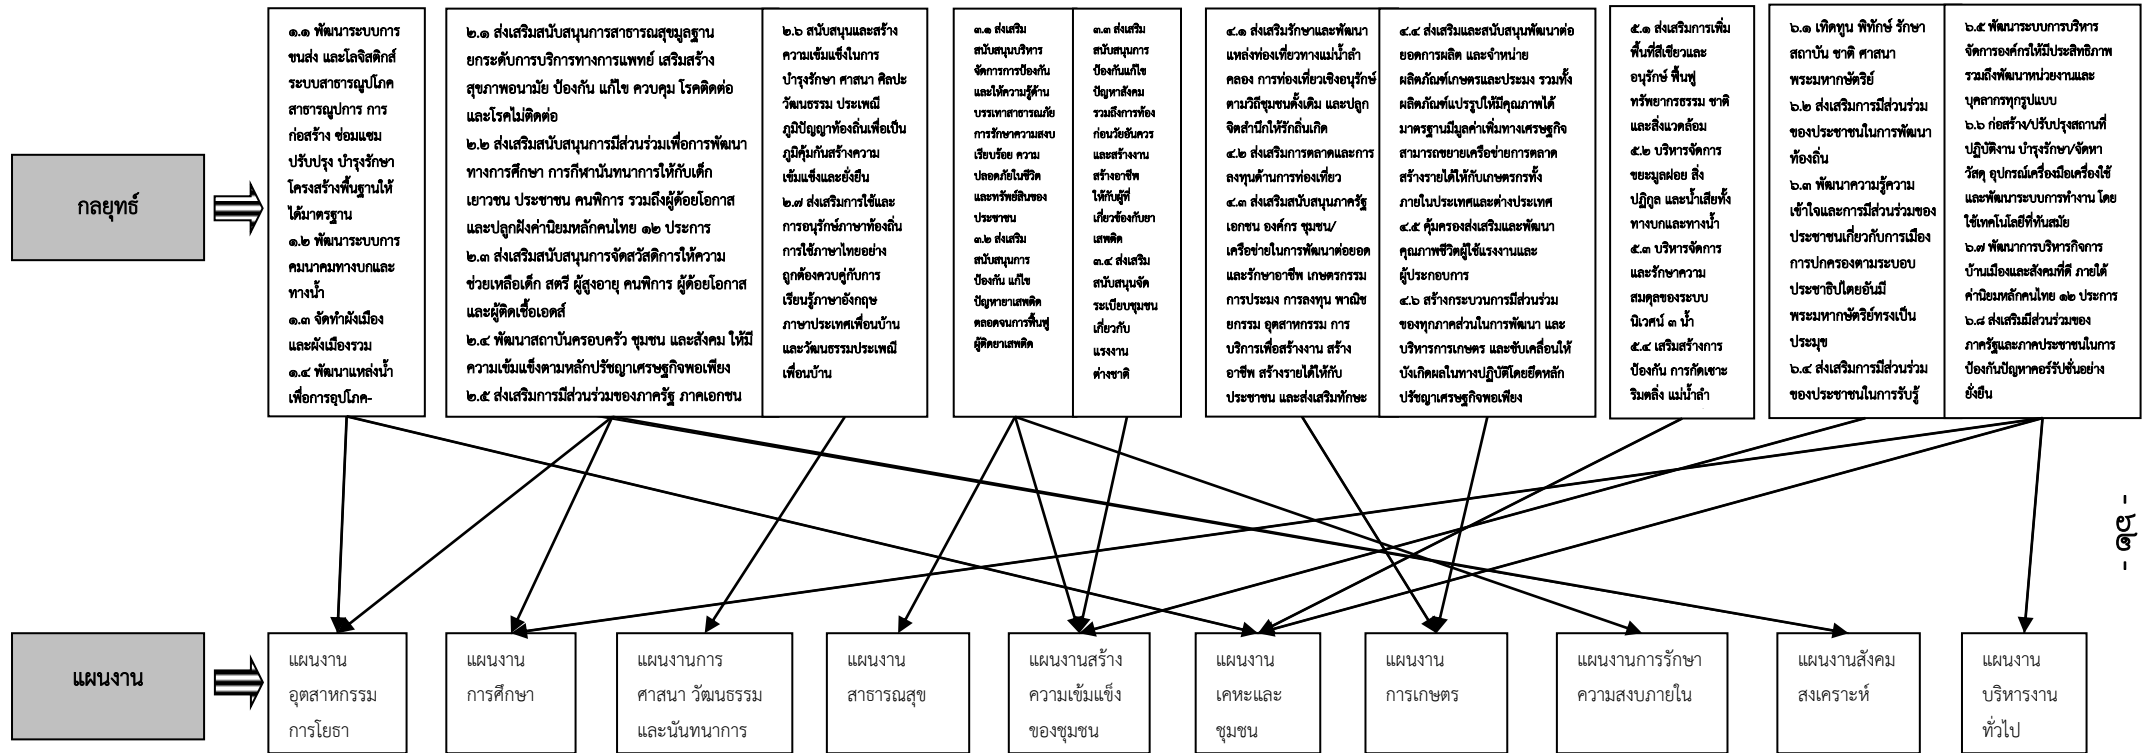 กลยุทธ์
๑.๑ พัฒนาระบบการ
ขนส่ง และโลจิสติกส์
ระบบสาธารณูปโภค
สาธารณูปการ การ
ก่อสร้าง ซ่อมแซม
ปรับปรุง บำรุงรักษา
โครงสร้างพื้นฐานให้
ได้มาตรฐาน
๑.๒ พัฒนาระบบการ
คมนาคมทางบกและ
ทางน้ำ
๑.๓ จัดทำผังเมือง
และผังเมืองรวม
๑.๔ พัฒนาแหล่งน้ำ
เพื่อการอุปโภค-
๒.๑ ส่งเสริมสนับสนุนการสาธารณสุขมูลฐาน
ยกระดับการบริการทางการแพทย์ เสริมสร้าง
สุขภาพอนามัย ป้องกัน แก้ไข ควบคุม โรคติดต่อ
และโรคไม่ติดต่อ
๒.๒ ส่งเสริมสนับสนุนการมีส่วนร่วมเพื่อการพัฒนา
ทางการศึกษา การกีฬานันทนาการให้กับเด็ก
เยาวชน ประชาชน คนพิการ รวมถึงผู้ด้อยโอกาส
และปลูกฝังค่านิยมหลักคนไทย ๑๒ ประการ
๒.๓ ส่งเสริมสนับสนุนการจัดสวัสดิการให้ความ
ช่วยเหลือเด็ก สตรี ผู้สูงอายุ คนพิการ ผู้ด้อยโอกาส
และผู้ติดเชื้อเอดส์
๒.๔ พัฒนาสถาบันครอบครัว ชุมชน และสังคม ให้มี
ความเข้มแข็งตามหลักปรัชญาเศรษฐกิจพอเพียง
๒.๕ ส่งเสริมการมีส่วนร่วมของภาครัฐ ภาคเอกชน
๒.๖ สนับสนุนและสร้าง
ความเข้มแข็งในการ
บำรุงรักษา ศาสนา ศิลปะ
วัฒนธรรม ประเพณี
ภูมิปัญญาท้องถิ่นเพื่อเป็น
ภูมิคุ้มกันสร้างความ
เข้มแข็งและยั่งยืน
๒.๗ ส่งเสริมการใช้และ
การอนุรักษ์ภาษาท้องถิ่น
การใช้ภาษาไทยอย่าง
ถูกต้องควบคู่กับการ
เรียนรู้ภาษาอังกฤษ
ภาษาประเทศเพื่อนบ้าน
และวัฒนธรรมประเพณี
เพื่อนบ้าน
๓.๑ ส่งเสริม
สนับสนุนบริหาร
จัดการการป้องกัน
และให้ความรู้ด้าน
บรรเทาสาธารณภัย
การรักษาความสงบ
เรียบร้อย ความ
ปลอดภัยในชีวิต
และทรัพย์สินของ
ประชาชน
๓.๒ ส่งเสริม
สนับสนุนการ
ป้องกัน แก้ไข
ปัญหายาเสพติด
ตลอดจนการฟื้นฟู
ผู้ติดยาเสพติด
๓.๓ ส่งเสริม
สนับสนุนการ
ป้องกันแก้ไข
ปัญหาสังคม
รวมถึงการท้อง
ก่อนวัยอันควร
และสร้างงาน
สร้างอาชีพ
ให้กับผู้ที่
เกี่ยวข้องกับยา
เสพติด
๓.๔ ส่งเสริม
สนับสนุนจัด
ระเบียบชุมชน
เกี่ยวกับ
แรงงาน
ต่างชาติ
๔.๑ ส่งเสริมรักษาและพัฒนา
แหล่งท่องเที่ยวทางแม่น้ำลำ
คลอง การท่องเที่ยวเชิงอนุรักษ์
ตามวิถีชุมชนดั้งเดิม และปลูก
จิตสำนึกให้รักถิ่นเกิด
๔.๒ ส่งเสริมการตลาดและการ
ลงทุนด้านการท่องเที่ยว
๔.๓ ส่งเสริมสนับสนุนภาครัฐ
เอกชน องค์กร ชุมชน/
เครือข่ายในการพัฒนาต่อยอด
และรักษาอาชีพ เกษตรกรรม
การประมง การลงทุน พาณิช
ยกรรม อุตสาหกรรม การ
บริการเพื่อสร้างงาน สร้าง
อาชีพ สร้างรายได้ให้กับ
ประชาชน และส่งเสริมทักษะ
๔.๔ ส่งเสริมและสนับสนุนพัฒนาต่อ
ยอดการผลิต และจำหน่าย
ผลิตภัณฑ์เกษตรและประมง รวมทั้ง
ผลิตภัณฑ์แปรรูปให้มีคุณภาพได้
มาตรฐานมีมูลค่าเพิ่มทางเศรษฐกิจ
สามารถขยายเครือข่ายการตลาด
สร้างรายได้ให้กับเกษตรกรทั้ง
ภายในประเทศและต่างประเทศ
๔.๕ คุ้มครองส่งเสริมและพัฒนา
คุณภาพชีวิตผู้ใช้แรงงานและ
ผู้ประกอบการ
๔.๖ สร้างกระบวนการมีส่วนร่วม
ของทุกภาคส่วนในการพัฒนา และ
บริหารการเกษตร และขับเคลื่อนให้
บังเกิดผลในทางปฏิบัติโดยยึดหลัก
ปรัชญาเศรษฐกิจพอเพียง
๕.๑ ส่งเสริมการเพิ่ม
พื้นที่สีเขียวและ
อนุรักษ์ ฟื้นฟู
ทรัพยากรธรรม ชาติ
และสิ่งแวดล้อม
๕.๒ บริหารจัดการ
ขยะมูลฝอย สิ่ง
ปฏิกูล และน้ำเสียทั้ง
ทางบกและทางน้ำ
๕.๓ บริหารจัดการ
และรักษาความ
สมดุลของระบบ
นิเวศน์ ๓ น้ำ
๕.๔ เสริมสร้างการ
ป้องกัน การกัดเซาะ
ริมตลิ่ง แม่น้ำลำ
๖.๑ เทิดทูน พิทักษ์ รักษา
สถาบัน ชาติ ศาสนา
พระมหากษัตริย์
๖.๒ ส่งเสริมการมีส่วนร่วม
ของประชาชนในการพัฒนา
ท้องถิ่น
๖.๓ พัฒนาความรู้ความ
เข้าใจและการมีส่วนร่วมของ
ประชาชนเกี่ยวกับการเมือง
การปกครองตามระบอบ
ประชาธิปไตยอันมี
พระมหากษัตริย์ทรงเป็น
ประมุข
๖.๔ ส่งเสริมการมีส่วนร่วม
ของประชาชนในการรับรู้
๖.๕ พัฒนาระบบการบริหาร
จัดการองค์กรให้มีประสิทธิภาพ
รวมถึงพัฒนาหน่วยงานและ
บุคลากรทุกรูปแบบ
๖.๖ ก่อสร้าง/ปรับปรุงสถานที่
ปฏิบัติงาน บำรุงรักษา/จัดหา
วัสดุ อุปกรณ์เครื่องมือเครื่องใช้
และพัฒนาระบบการทำงาน โดย
ใช้เทคโนโลยีที่ทันสมัย
๖.๗ พัฒนาการบริหารกิจการ
บ้านเมืองและสังคมที่ดี ภายใต้
ค่านิยมหลักคนไทย ๑๒ ประการ
๖.๘ ส่งเสริมมีส่วนร่วมของ
ภาครัฐและภาคประชาชนในการ
ป้องกันปัญหาคอร์รัปชั่นอย่าง
ยั่งยืน
- ๖๒ -
แผนงาน
แผนงาน
อุตสาหกรรม
การโยธา
แผนงาน
การศึกษา
แผนงานการ
ศาสนา วัฒนธรรม
และนันทนาการ
แผนงาน
สาธารณสุข
แผนงานสร้าง
ความเข้มแข็ง
ของชุมชน
แผนงาน
เคหะและ
ชุมชน
แผนงาน
การเกษตร
แผนงานการรักษา
ความสงบภายใน
แผนงานสังคม
สงเคราะห์
แผนงาน
บริหารงาน
ทั่วไป